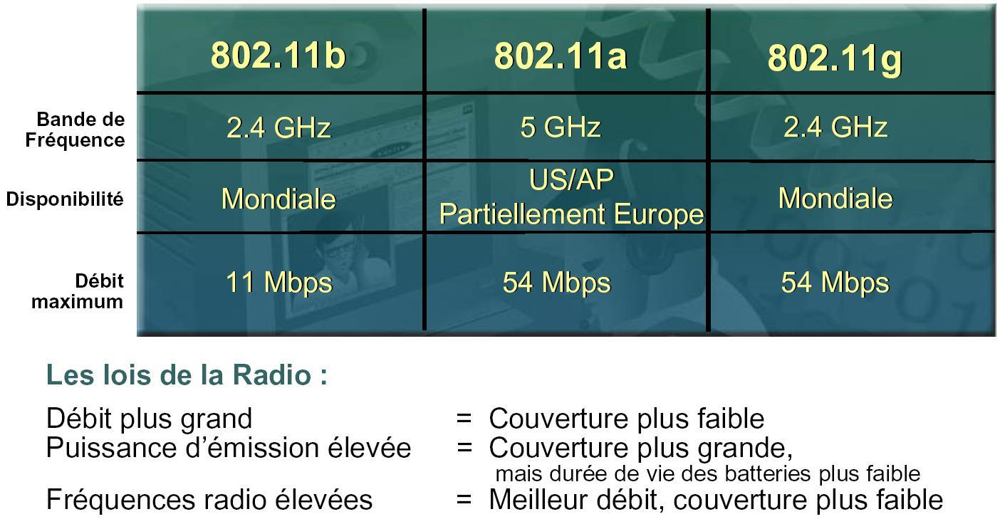 802.11b 802.11a 802.11g
Bande de
Fréquence
2.4 GHz 5 GHz 2.4 GHz
Disponibilité
Mondiale
US/AP
Partiellement Europe
Mondiale
Débit
maximum
11 Mbps 54 Mbps 54 Mbps
Les lois de la Radio :
Débit plus grand = Couverture plus faible
Puissance d’émission élevée = Couverture plus grande,
mais durée de vie des batteries plus faible
Fréquences radio élevées = Meilleur débit, couverture plus faible